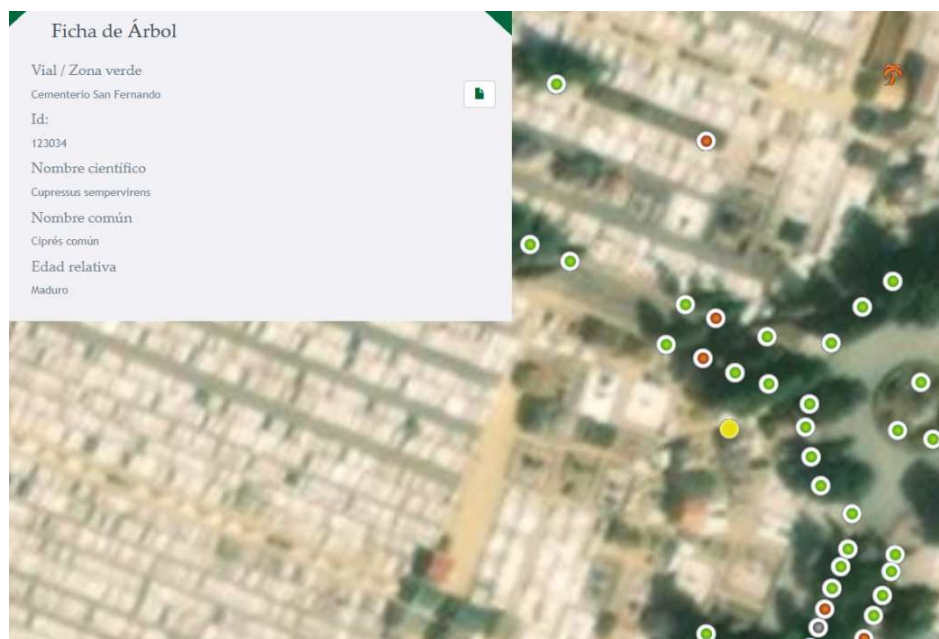 Ficha de Árbol
Vial / Zona verde
Cementerio San Fernando
Id:
123034
Nombre científico
Cupressus sempervirens
Nombre común
Ciprés común
Edad relativa
Maduro